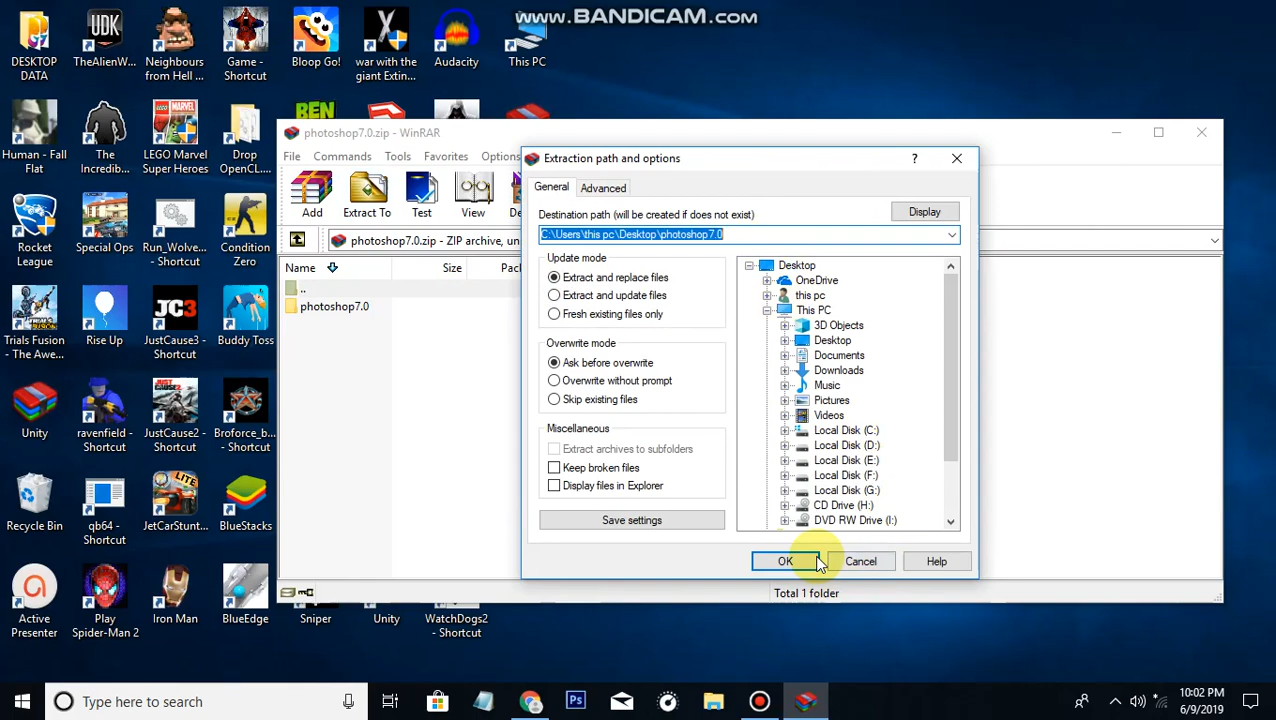 www.BANDICAM.com
DESKTOP DATA
TheAlienW...
Neighbours from Hell ...
Game - Shortcut
Bloop Go!
war with the giant Extin...
Audacity
This PC
Human - Fall Flat
The Incredib...
LEGO Marvel Super Heroes
Drop OpenCL....
BEN
Rocket League
Special Ops
Run_Wolve... - Shortcut
Condition Zero
Trials Fusion - The Awe...
Rise Up
JustCause3 - Shortcut
Buddy Toss
Unity
ravenfield - Shortcut
JustCause2 - Shortcut
Broforce_b... - Shortcut
Recycle Bin
qb64 - Shortcut
JetCarStunt...
BlueStacks
Active Presenter
Play Spider-Man 2
Iron Man
BlueEdge
Sniper
Unity
WatchDogs2 - Shortcut
UDK
JC3
LITE
photoshop7.0.zip - WinRAR
File Commands Tools Favorites Options
Add Extract To Test View
photoshop7.0.zip - ZIP archive, un
Name Size Pac
..
photoshop7.0
Total 1 folder
Extraction path and options
?
General Advanced
Destination path (will be created if does not exist)
Display
C:\Users\this pc\Desktop\photoshop7.0
Update mode
Extract and replace files
Extract and update files
Fresh existing files only
Overwrite mode
Ask before overwrite
Overwrite without prompt
Skip existing files
Miscellaneous
Extract archives to subfolders
Keep broken files
Display files in Explorer
Save settings
Desktop
OneDrive
this pc
This PC
3D Objects
Desktop
Documents
Downloads
Music
Pictures
Videos
Local Disk (C:)
Local Disk (D:)
Local Disk (E:)
Local Disk (F:)
Local Disk (G:)
CD Drive (H:)
DVD RW Drive (I:)
OK Cancel Help
Type here to search
Ps
10:02 PM
6/9/2019